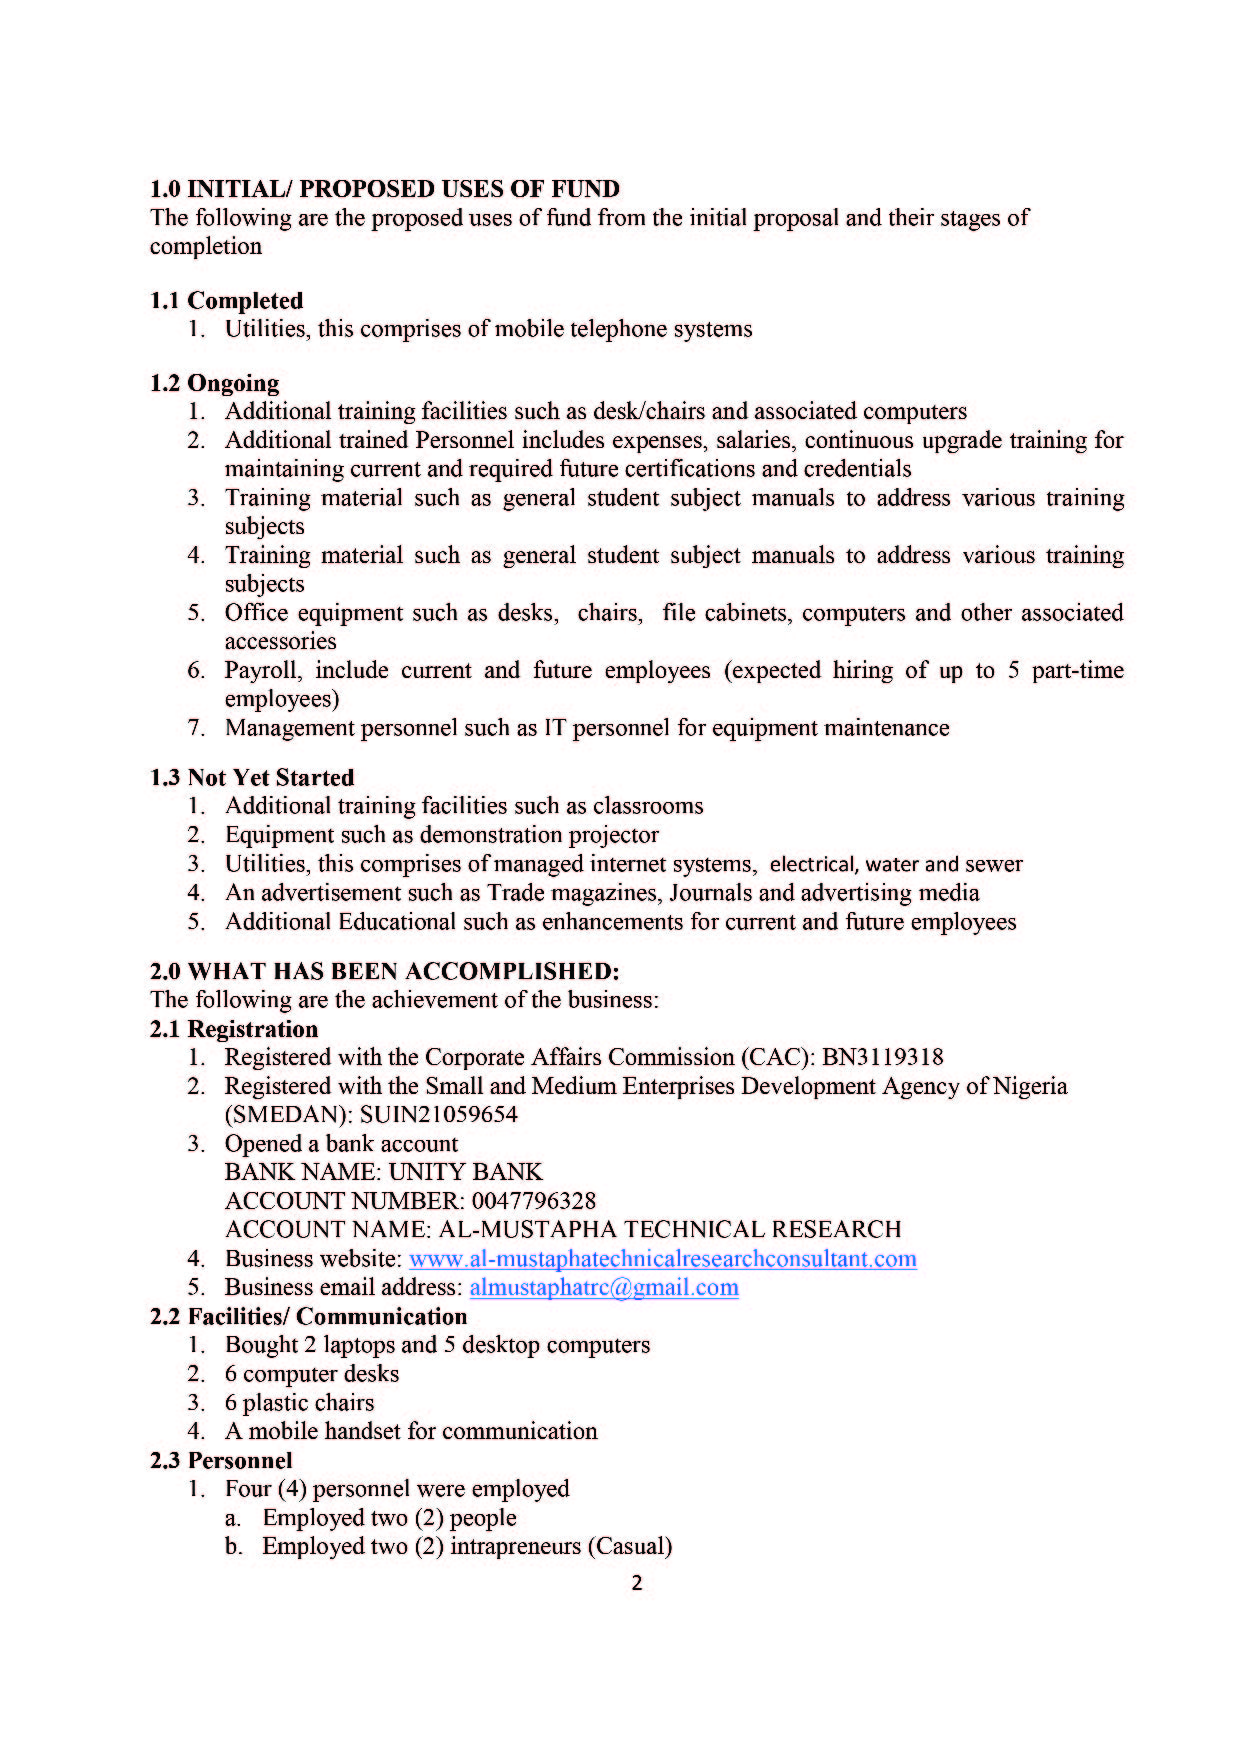 1.0 INITIAL/ PROPOSED USES OF FUND
The following are the proposed uses of fund from the initial proposal and their stages of
completion
1.1 Completed
1. Utilities, this comprises of mobile telephone systems
1.2 Ongoing
1. Additional training facilities such as desk/chairs and associated computers
2. Additional trained Personnel includes expenses, salaries, continuous upgrade training for
maintaining current and required future certifications and credentials
3. Training material such as general student subject manuals to address various training
subjects
4. Training material such as general student subject manuals to address various training
subjects
5. Office equipment such as desks, chairs, file cabinets, computers and other associated
accessories
6. Payroll, include current and future employees (expected hiring of up to 5 part-time
employees)
7. Management personnel such as IT personnel for equipment maintenance
1.3 Not Yet Started
1. Additional training facilities such as classrooms
2. Equipment such as demonstration projector
3. Utilities, this comprises of managed internet systems, electrical, water and sewer
4. An advertisement such as Trade magazines, Journals and advertising media
5. Additional Educational such as enhancements for current and future employees
2.0 WHAT HAS BEEN ACCOMPLISHED:
The following are the achievement of the business:
2.1 Registration
1. Registered with the Corporate Affairs Commission (CAC): BN3119318
2. Registered with the Small and Medium Enterprises Development Agency of Nigeria
(SMEDAN): SUIN21059654
3. Opened a bank account
BANK NAME: UNITY BANK
ACCOUNT NUMBER: 0047796328
ACCOUNT NAME: AL-MUSTAPHA TECHNICAL RESEARCH
4. Business website: www.al-mustaphatechnicalresearchconsultant.com
5. Business email address: almustaphatrc@gmail.com
2.2 Facilities/ Communication
1. Bought 2 laptops and 5 desktop computers
2. 6 computer desks
3. 6 plastic chairs
4. A mobile handset for communication
2.3 Personnel
1. Four (4) personnel were employed
a. Employed two (2) people
b. Employed two (2) intrapreneurs (Casual)
2